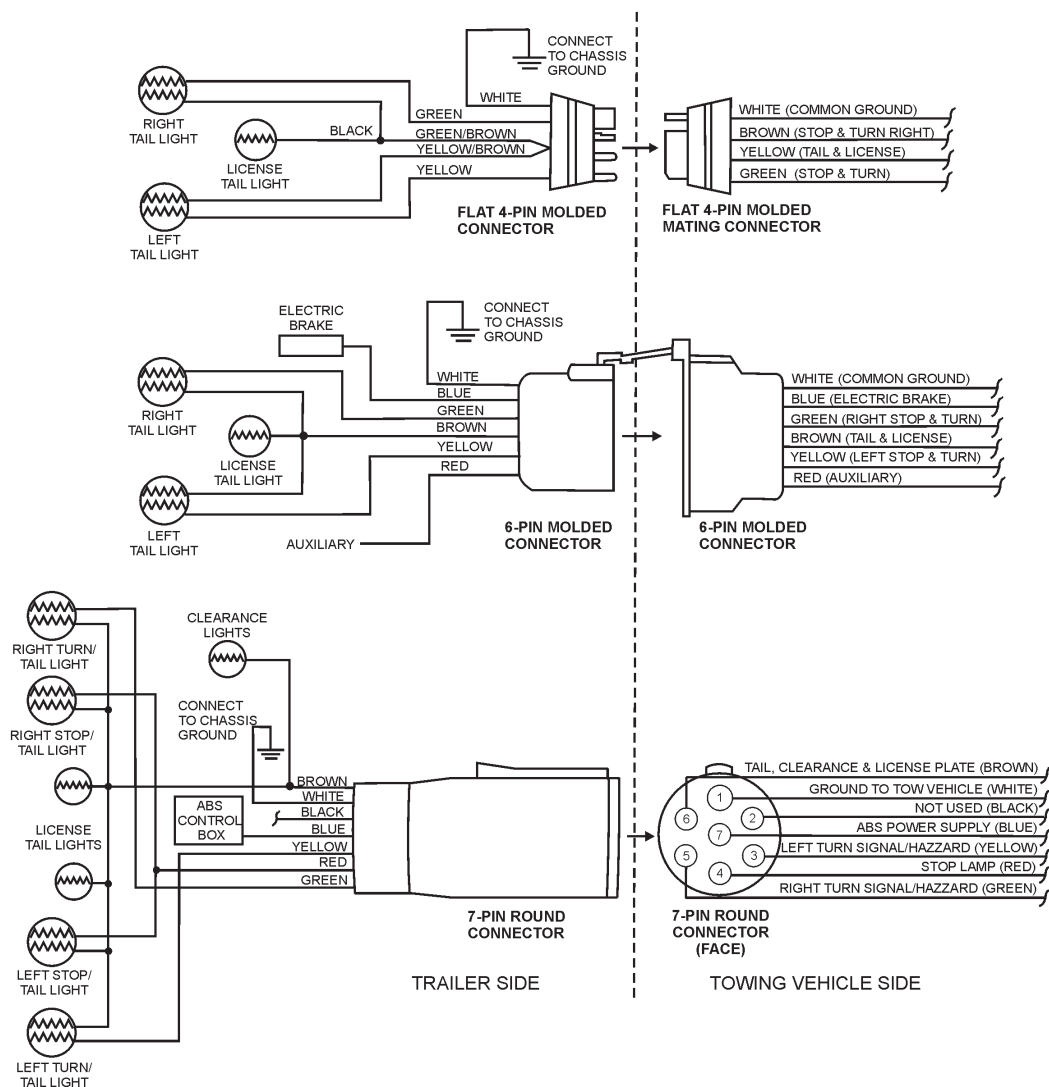 CONNECT
TO CHASSIS
GROUND
WHITE
GREEN
BLACK
GREEN/BROWN
YELLOW/BROWN
YELLOW
RIGHT
TAIL LIGHT
LICENSE
TAIL LIGHT
LEFT
TAIL LIGHT
FLAT 4-PIN MOLDED
CONNECTOR
WHITE (COMMON GROUND)
BROWN (STOP & TURN RIGHT)
YELLOW (TAIL & LICENSE)
GREEN (STOP & TURN)
FLAT 4-PIN MOLDED
MATING CONNECTOR
ELECTRIC
BRAKE
CONNECT
TO CHASSIS
GROUND
WHITE
BLUE
GREEN
BROWN
YELLOW
RED
RIGHT
TAIL LIGHT
LICENSE
TAIL LIGHT
LEFT
TAIL LIGHT
AUXILIARY
6-PIN MOLDED
CONNECTOR
WHITE (COMMON GROUND)
BLUE (ELECTRIC BRAKE)
GREEN (RIGHT STOP & TURN)
BROWN (TAIL & LICENSE)
YELLOW (LEFT STOP & TURN)
RED (AUXILIARY)
6-PIN MOLDED
CONNECTOR
RIGHT TURN/
TAIL LIGHT
RIGHT STOP/
TAIL LIGHT
LICENSE
TAIL LIGHTS
LEFT STOP/
TAIL LIGHT
LEFT TURN/
TAIL LIGHT
CLEARANCE
LIGHTS
CONNECT
TO CHASSIS
GROUND
ABS
CONTROL
BOX
BROWN
WHITE
BLACK
BLUE
YELLOW
RED
GREEN
7-PIN ROUND
CONNECTOR
TAIL, CLEARANCE & LICENSE PLATE (BROWN)
GROUND TO TOW VEHICLE (WHITE)
NOT USED (BLACK)
ABS POWER SUPPLY (BLUE)
LEFT TURN SIGNAL/HAZZARD (YELLOW)
STOP LAMP (RED)
RIGHT TURN SIGNAL/HAZZARD (GREEN)
1
6
2
7
5
3
4
7-PIN ROUND
CONNECTOR
(FACE)
TRAILER SIDE
TOWING VEHICLE SIDE